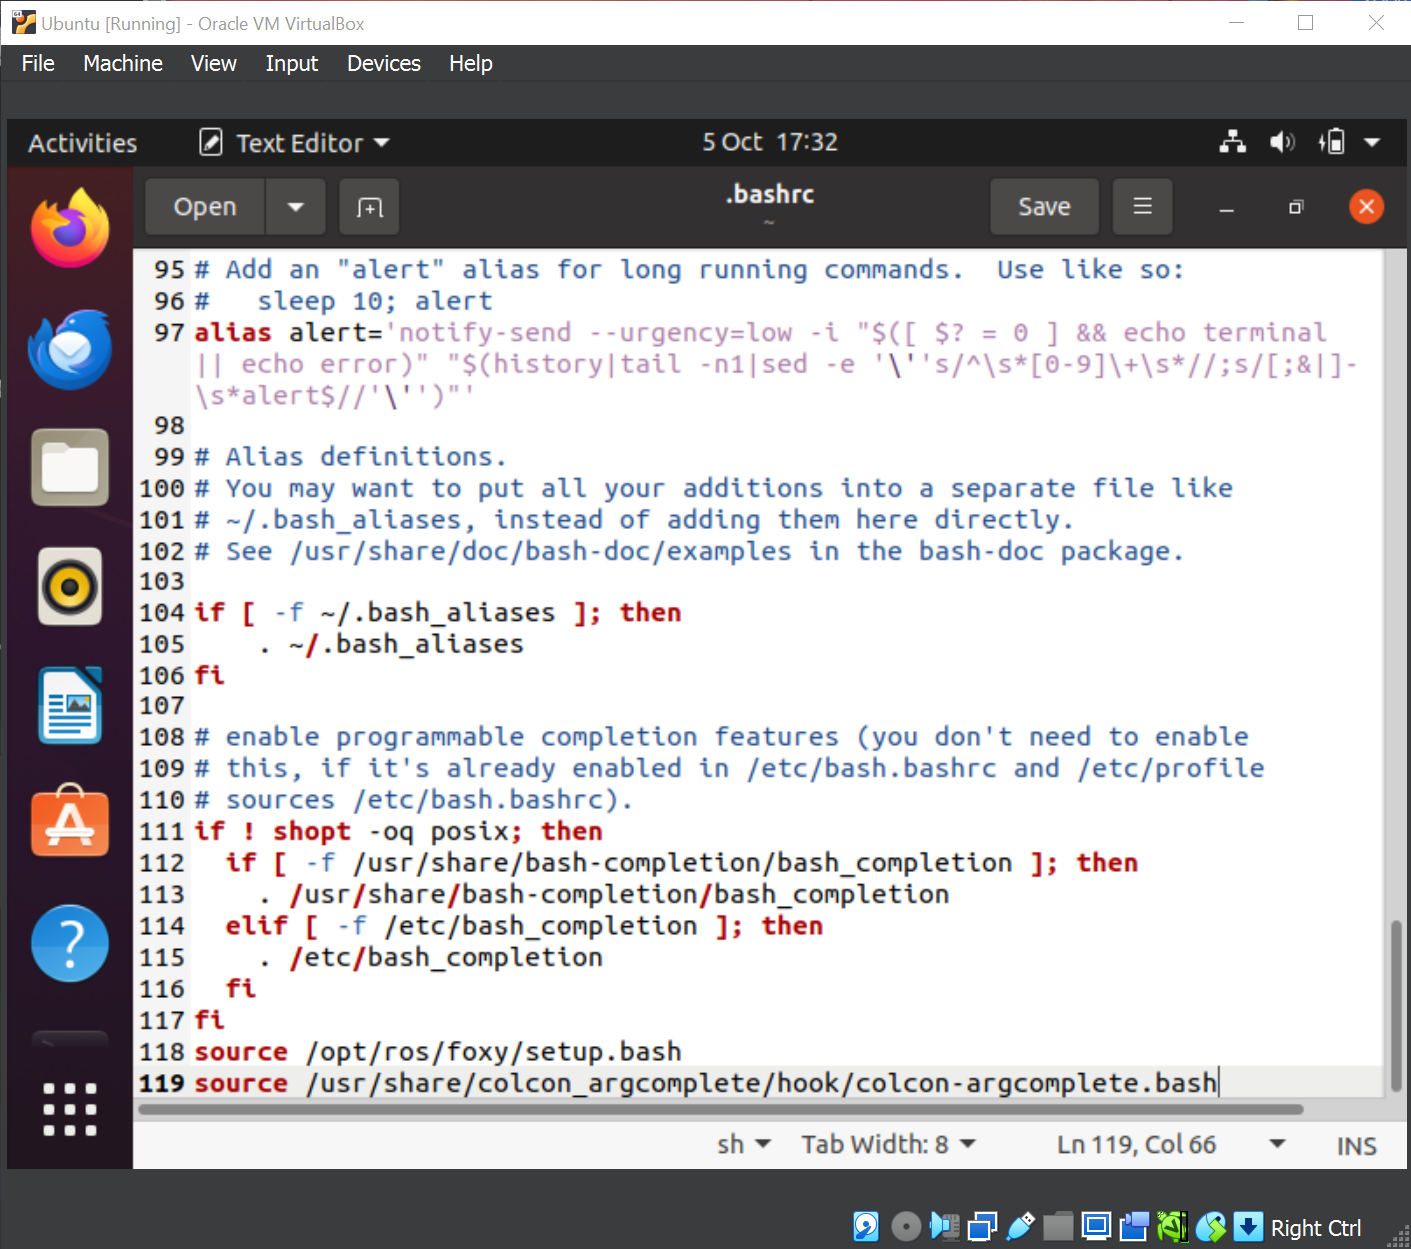 Ubuntu [Running] - Oracle VM VirtualBox
File Machine View Input Devices Help
Activities Text Editor 5 Oct 17:32
Open .bashrc Save
~
95 # Add an "alert" alias for long running commands.  Use like so:
96 #   sleep 10; alert
97 alias alert='notify-send --urgency=low -i "$([ $? = 0 ] && echo terminal
|| echo error)" "$(history|tail -n1|sed -e '\''s/^\s*[0-9]\+\s*//;s/[;&|]-
\s*alert$//'\'')"'
98
99 # Alias definitions.
100 # You may want to put all your additions into a separate file like
101 # ~/.bash_aliases, instead of adding them here directly.
102 # See /usr/share/doc/bash-doc/examples in the bash-doc package.
103
104 if [ -f ~/.bash_aliases ]; then
105     . ~/.bash_aliases
106 fi
107
108 # enable programmable completion features (you don't need to enable
109 # this, if it's already enabled in /etc/bash.bashrc and /etc/profile
110 # sources /etc/bash.bashrc).
111 if ! shopt -oq posix; then
112   if [ -f /usr/share/bash-completion/bash_completion ]; then
113     . /usr/share/bash-completion/bash_completion
114   elif [ -f /etc/bash_completion ]; then
115     . /etc/bash_completion
116   fi
117 fi
118 source /opt/ros/foxy/setup.bash
119 source /usr/share/colcon_argcomplete/hook/colcon-argcomplete.bash
sh Tab Width: 8 Ln 119, Col 66 INS
Right Ctrl